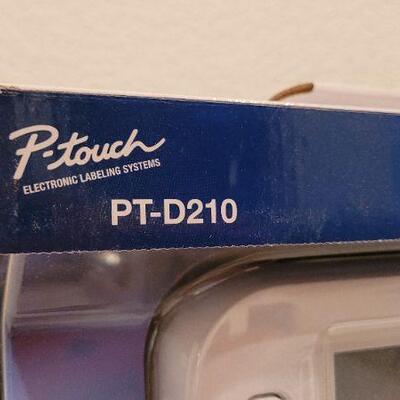 P-touch
ELECTRONIC LABELING SYSTEMS
PT-D210